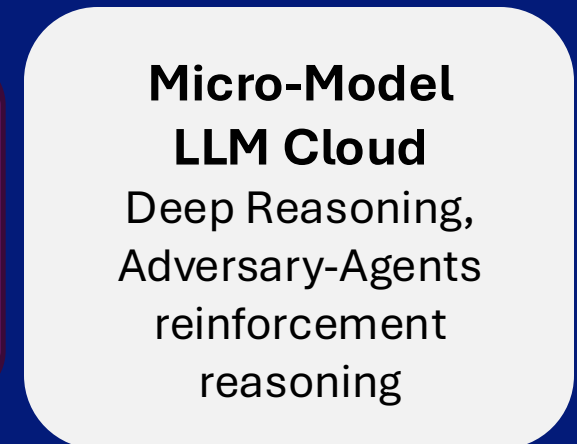 Micro-Model
LLM Cloud
Deep Reasoning,
Adversary-Agents
reinforcement
reasoning